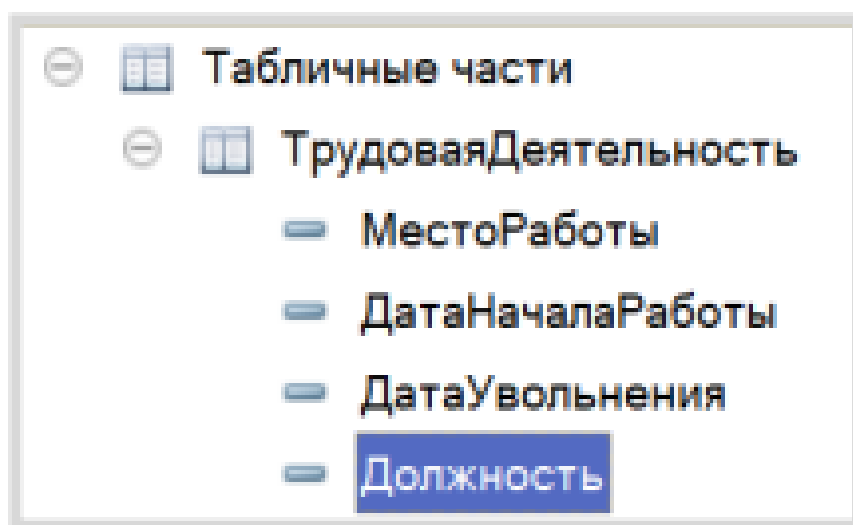 Табличные части
ТрудоваяДеятельность
МестоРаботы
ДатаНачалаРаботы
ДатаУвольнения
Должность